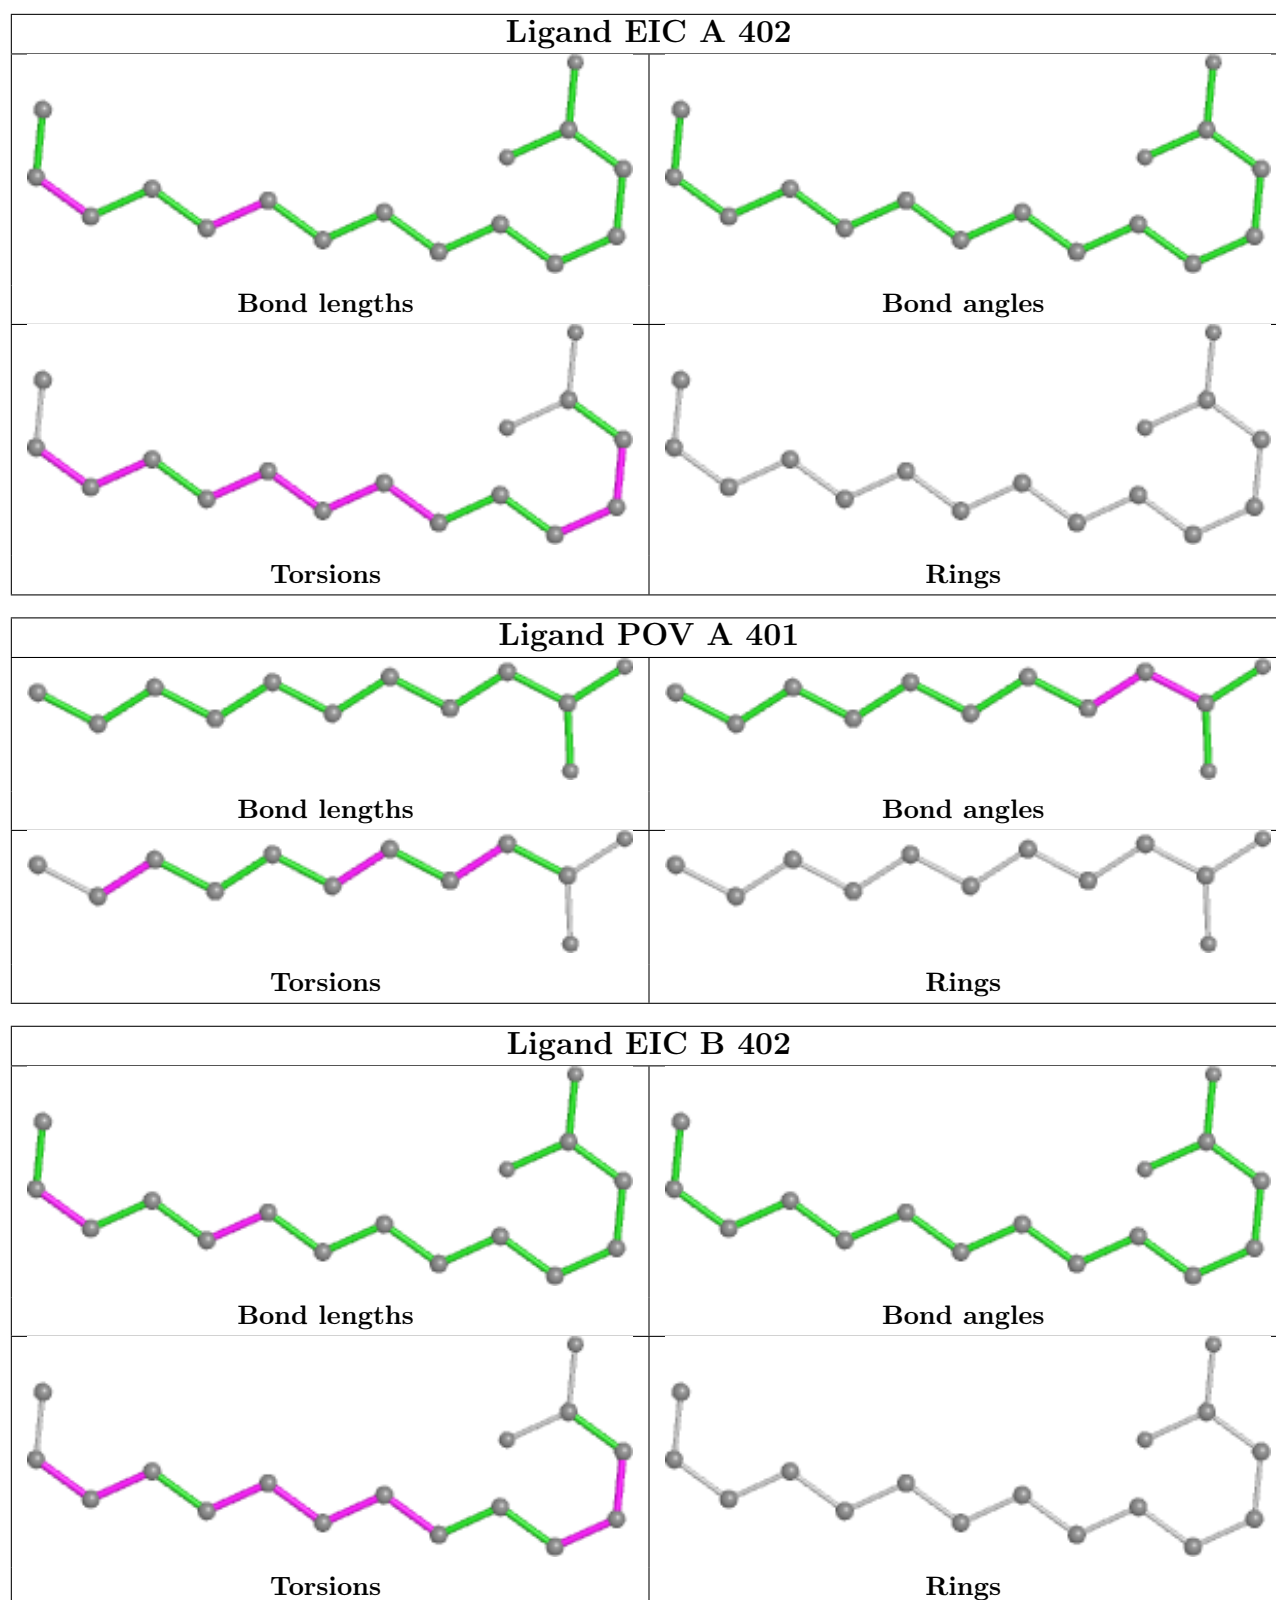 Ligand EIC A 402
Bond lengths
Bond angles
Torsions
Rings
Ligand POV A 401
Bond lengths
Bond angles
Torsions
Rings
Ligand EIC B 402
Bond lengths
Bond angles
Torsions
Rings